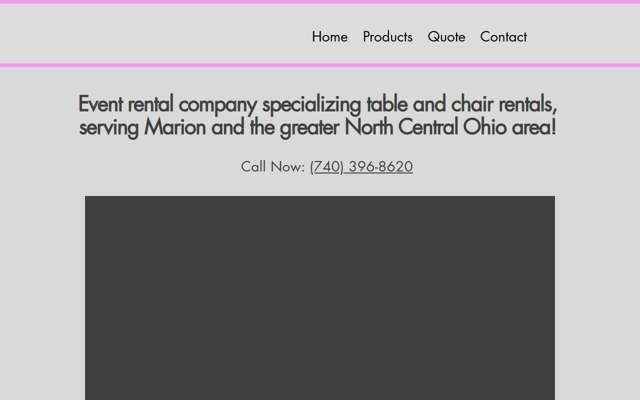 Home Products Quote Contact
Event rental company specializing table and chair rentals,
serving Marion and the greater North Central Ohio area!
Call Now: (740) 396-8620